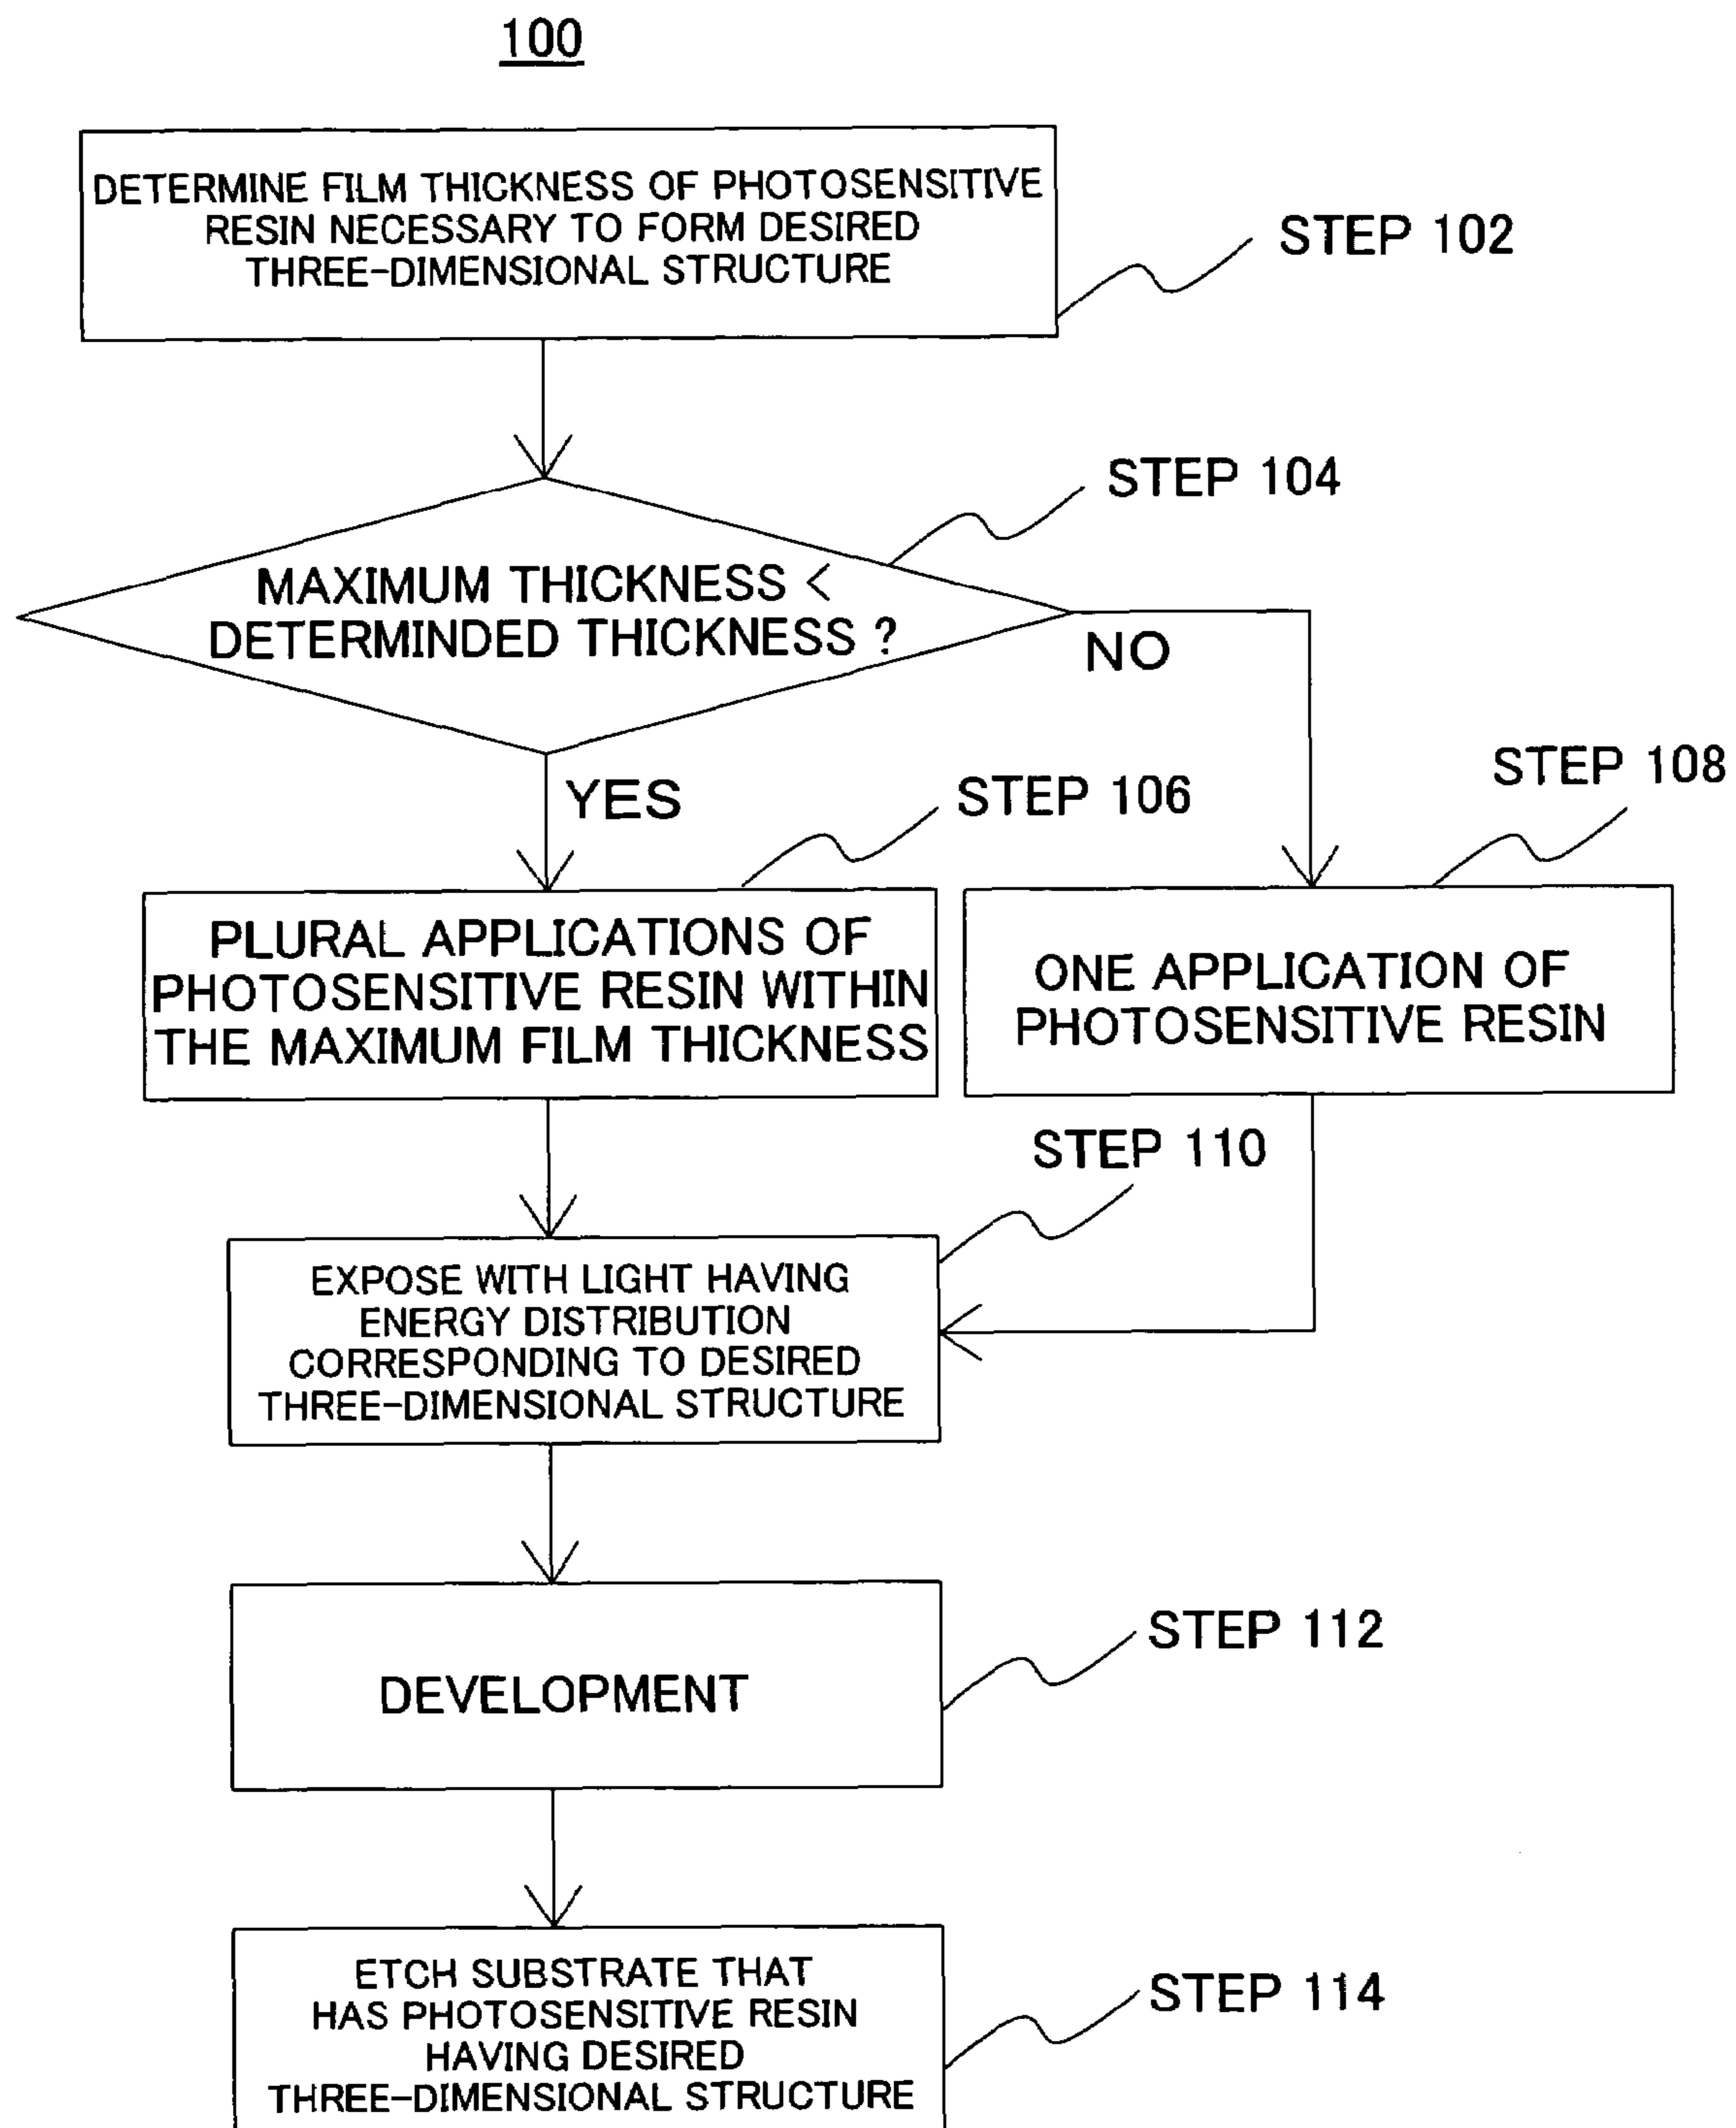 100
DETERMINE FILM THICKNESS OF PHOTOSENSITIVE
RESIN NECESSARY TO FORM DESIRED
THREE-DIMENSIONAL STRUCTURE
STEP 102
STEP 104
MAXIMUM THICKNESS <
DETERMINDED THICKNESS ?
NO
YES
STEP 106
STEP 108
PLURAL APPLICATIONS OF
PHOTOSENSITIVE RESIN WITHIN
THE MAXIMUM FILM THICKNESS
ONE APPLICATION OF
PHOTOSENSITIVE RESIN
STEP 110
EXPOSE WITH LIGHT HAVING
ENERGY DISTRIBUTION
CORRESPONDING TO DESIRED
THREE-DIMENSIONAL STRUCTURE
DEVELOPMENT
STEP 112
ETCH SUBSTRATE THAT
HAS PHOTOSENSITIVE RESIN
HAVING DESIRED
THREE-DIMENSIONAL STRUCTURE
STEP 114